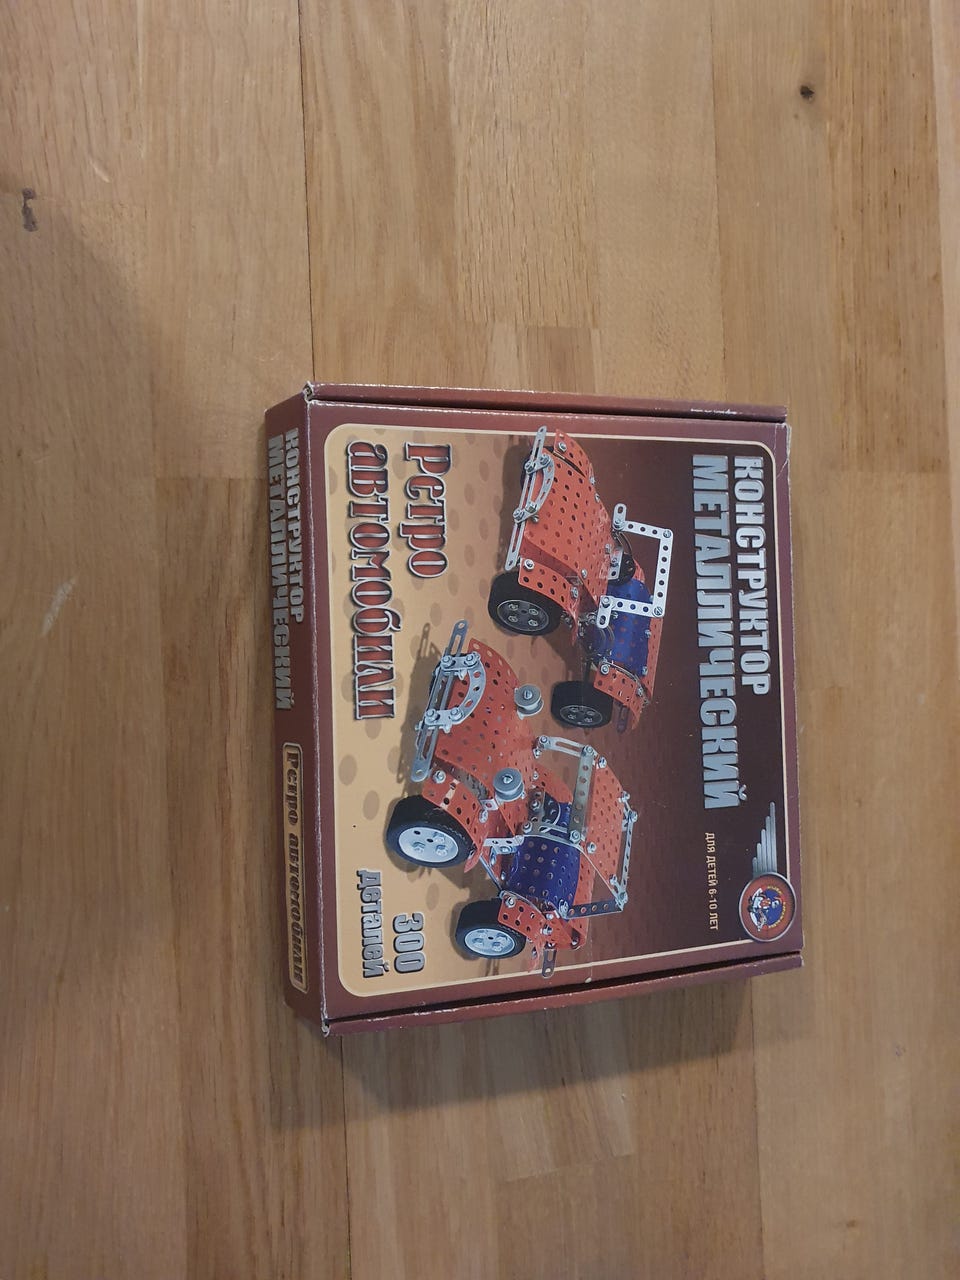 КОНСТРУКТОР
МЕТАЛЛИЧЕСКИЙ
ДЛЯ ДЕТЕЙ 6-10 ЛЕТ
ретро
автомобили
300
деталей
КОНСТРУКТОР
МЕТАЛЛИЧЕСКИЙ
Ретро автомобили